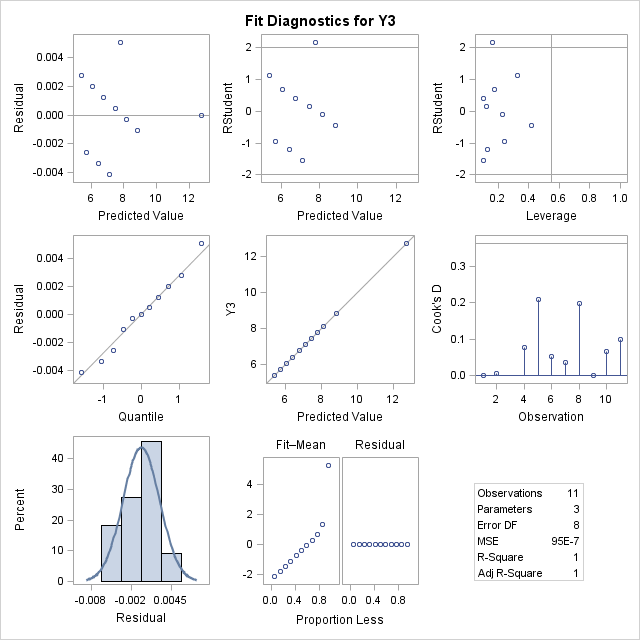 Fit Diagnostics for Y3
Residual
0.004
0.002
0.000
-0.002
-0.004
6 8 10 12
Predicted Value
RStudent
2
1
0
-1
-2
6 8 10 12
Predicted Value
RStudent
2
1
0
-1
-2
0.2 0.4 0.6 0.8 1.0
Leverage
Residual
0.004
0.002
0.000
-0.002
-0.004
-1 0 1
Quantile
Y3
12
10
8
6
6 8 10 12
Predicted Value
Cook's D
0.3
0.2
0.1
0.0
2 4 6 8 10
Observation
Percent
40
30
20
10
0
-0.008 -0.002 0.0045
Residual
Fit–Mean Residual
4
2
0
-2
0.0 0.4 0.8 0.0 0.4 0.8
Proportion Less
Observations 11
Parameters 3
Error DF 8
MSE 95E-7
R-Square 1
Adj R-Square 1